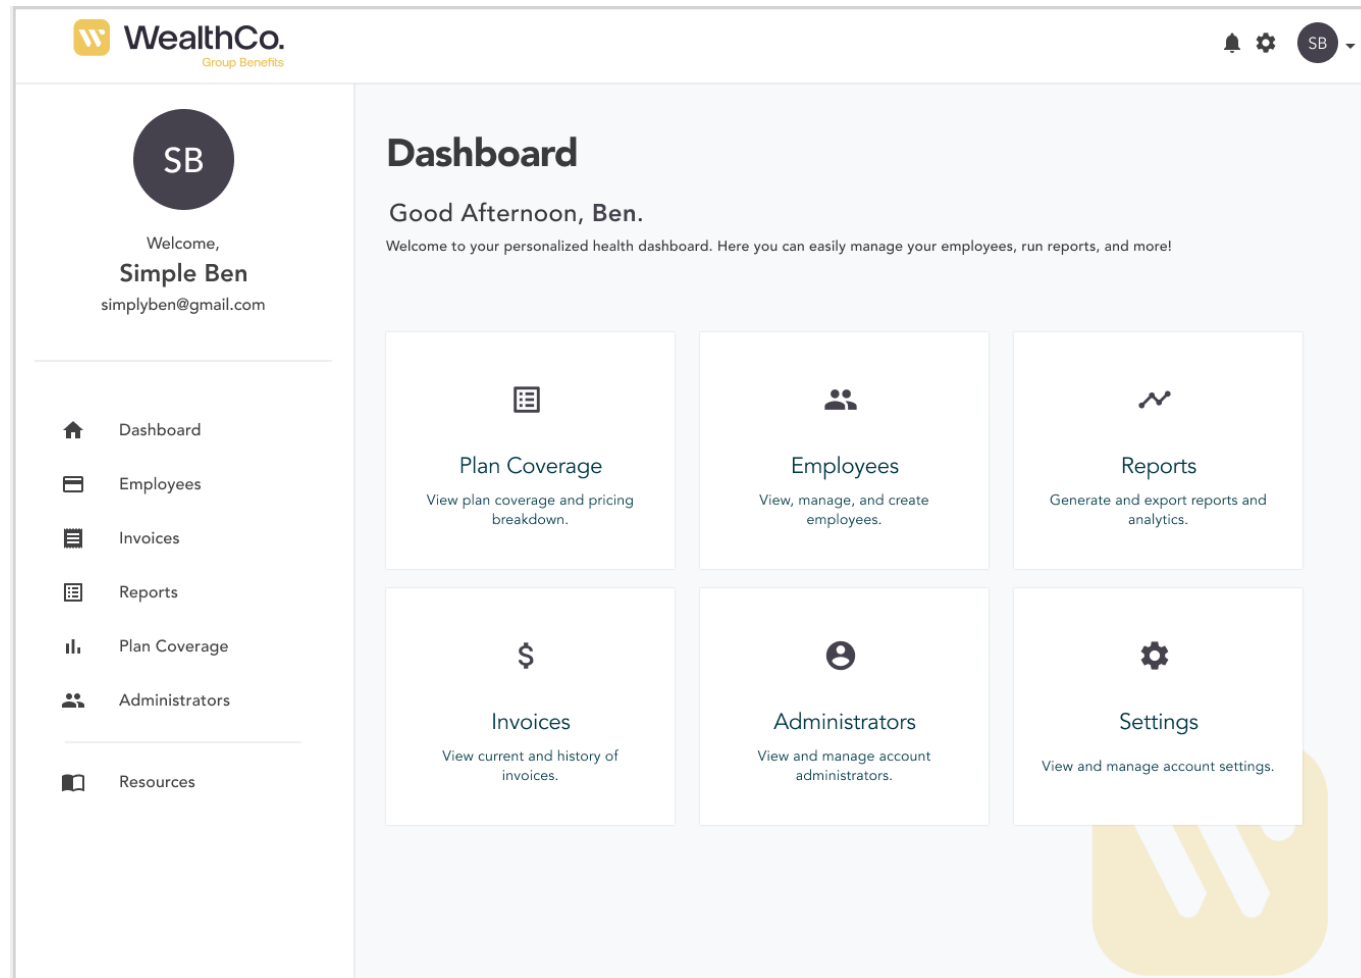 WealthCo.
Group Benefits
SB
SB
Welcome,
Simple Ben
simplyben@gmail.com
Dashboard
Employees
Invoices
Reports
Plan Coverage
Administrators
Resources
Dashboard
Good Afternoon, Ben.
Welcome to your personalized health dashboard. Here you can easily manage your employees, run reports, and more!
Plan Coverage
View plan coverage and pricing
breakdown.
Employees
View, manage, and create
employees.
Reports
Generate and export reports and
analytics.
Invoices
View current and history of
invoices.
Administrators
View and manage account
administrators.
Settings
View and manage account settings.